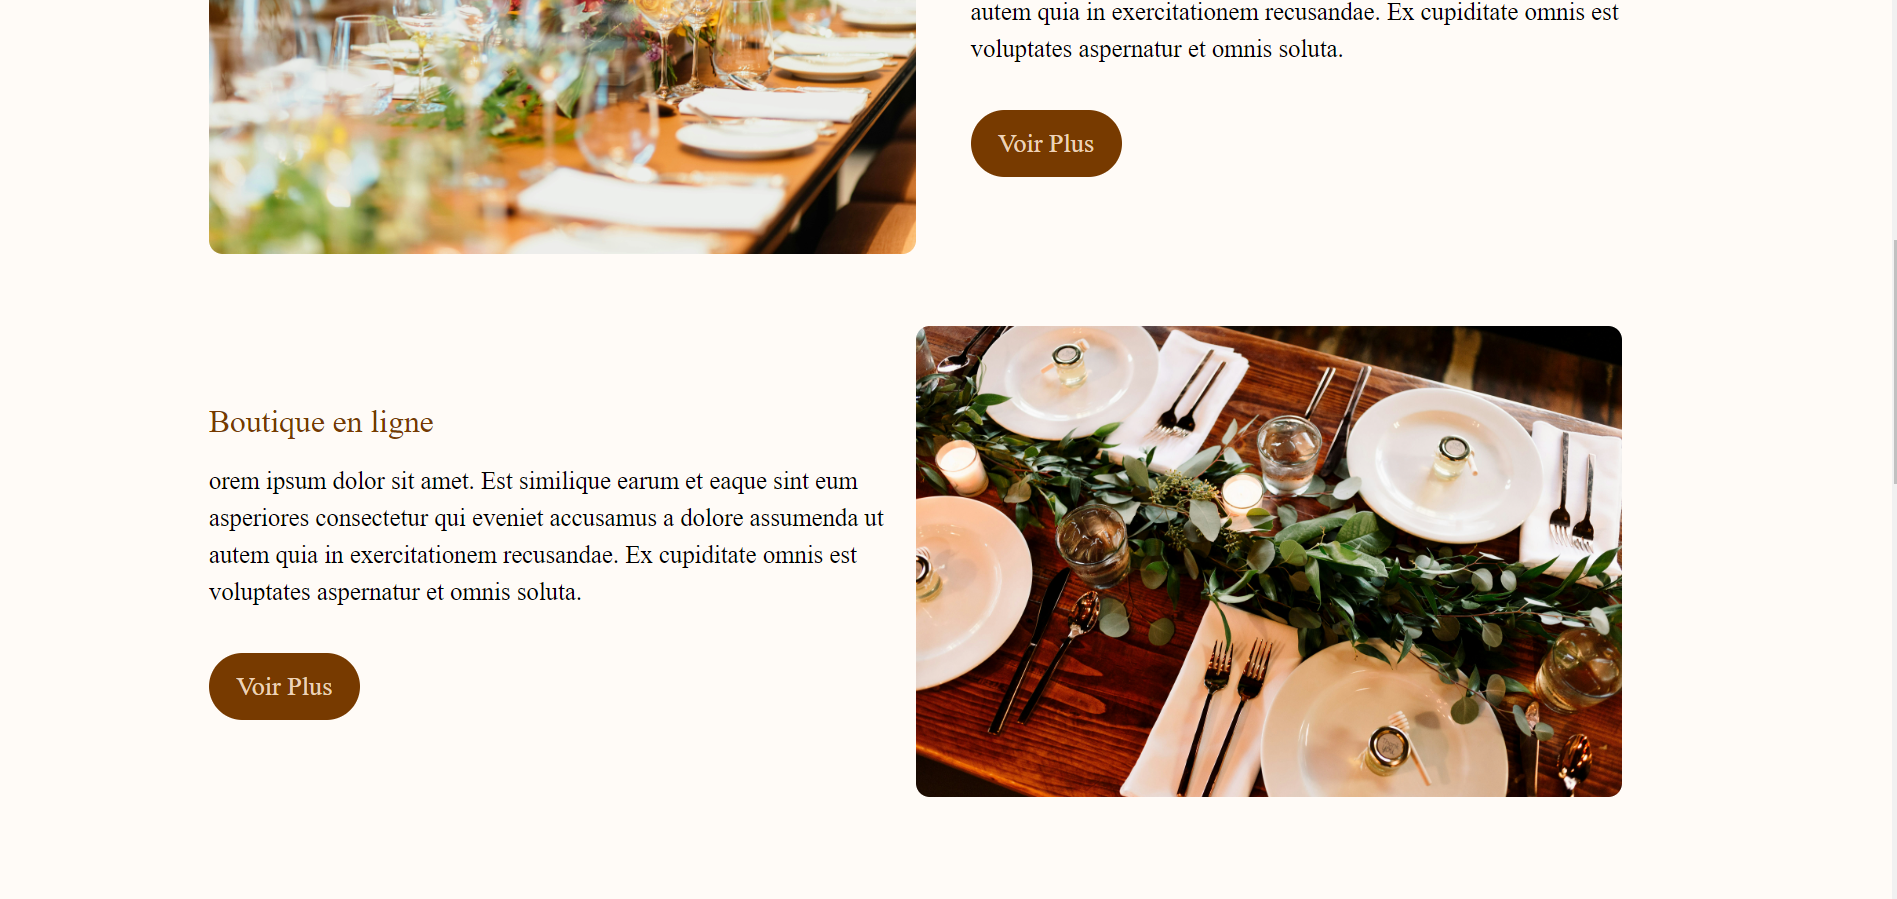 autem quia in exercitationem recusandae. Ex cupiditate omnis est
voluptates aspernatur et omnis soluta.
Voir Plus
Boutique en ligne
orem ipsum dolor sit amet. Est similique earum et eaque sint eum
asperiores consectetur qui eveniet accusamus a dolore assumenda ut
autem quia in exercitationem recusandae. Ex cupiditate omnis est
voluptates aspernatur et omnis soluta.
Voir Plus